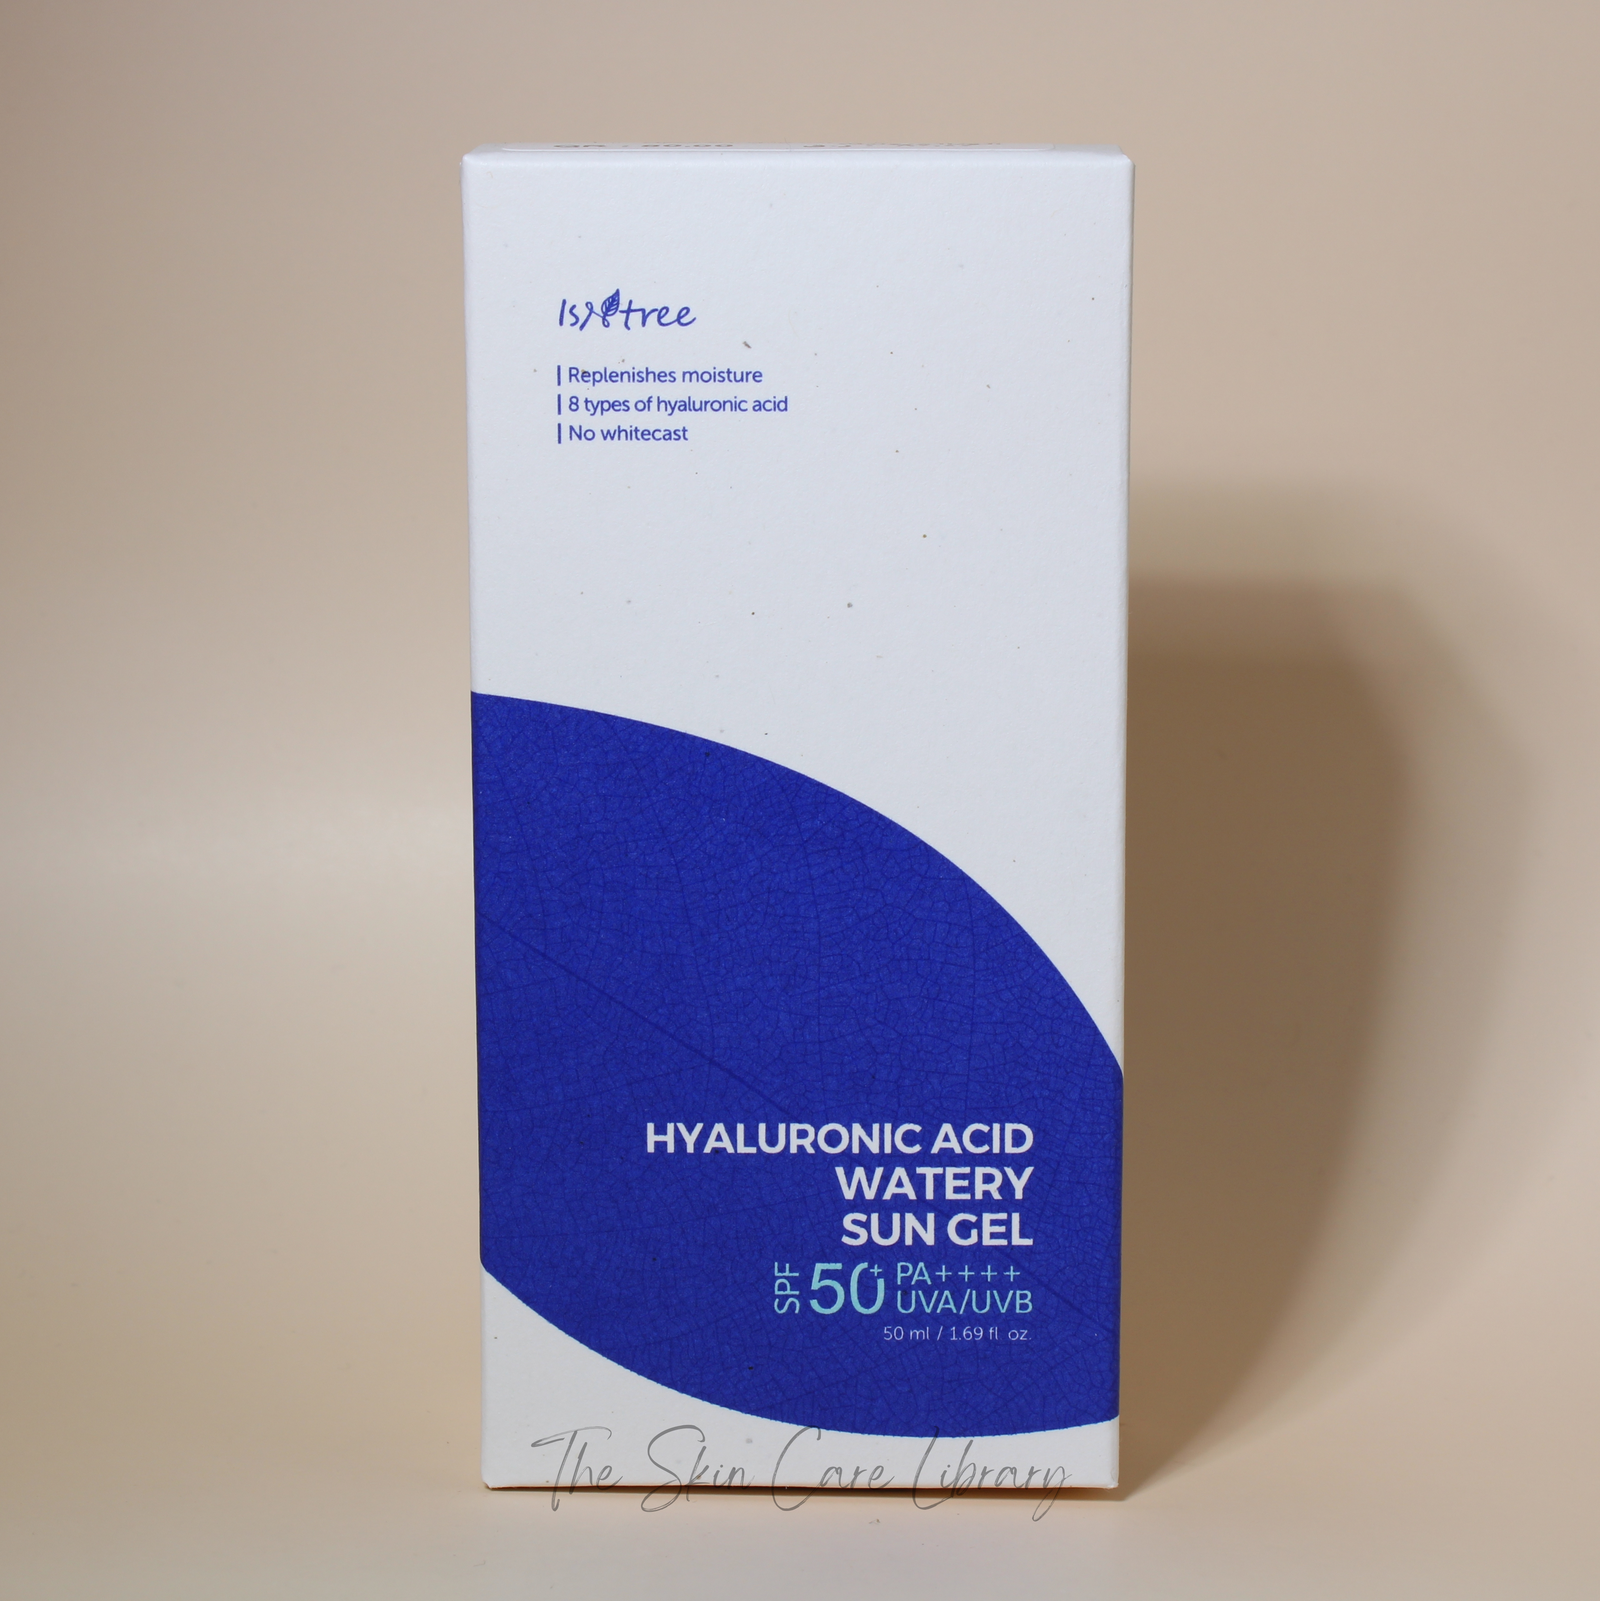 Isntree
Replenishes moisture
8 types of hyaluronic acid
No whitecast
HYALURONIC ACID
WATERY
SUN GEL
SPF 50+ PA++++
UVA/UVB
50 ml / 1.69 fl oz.
The Skin Care Library